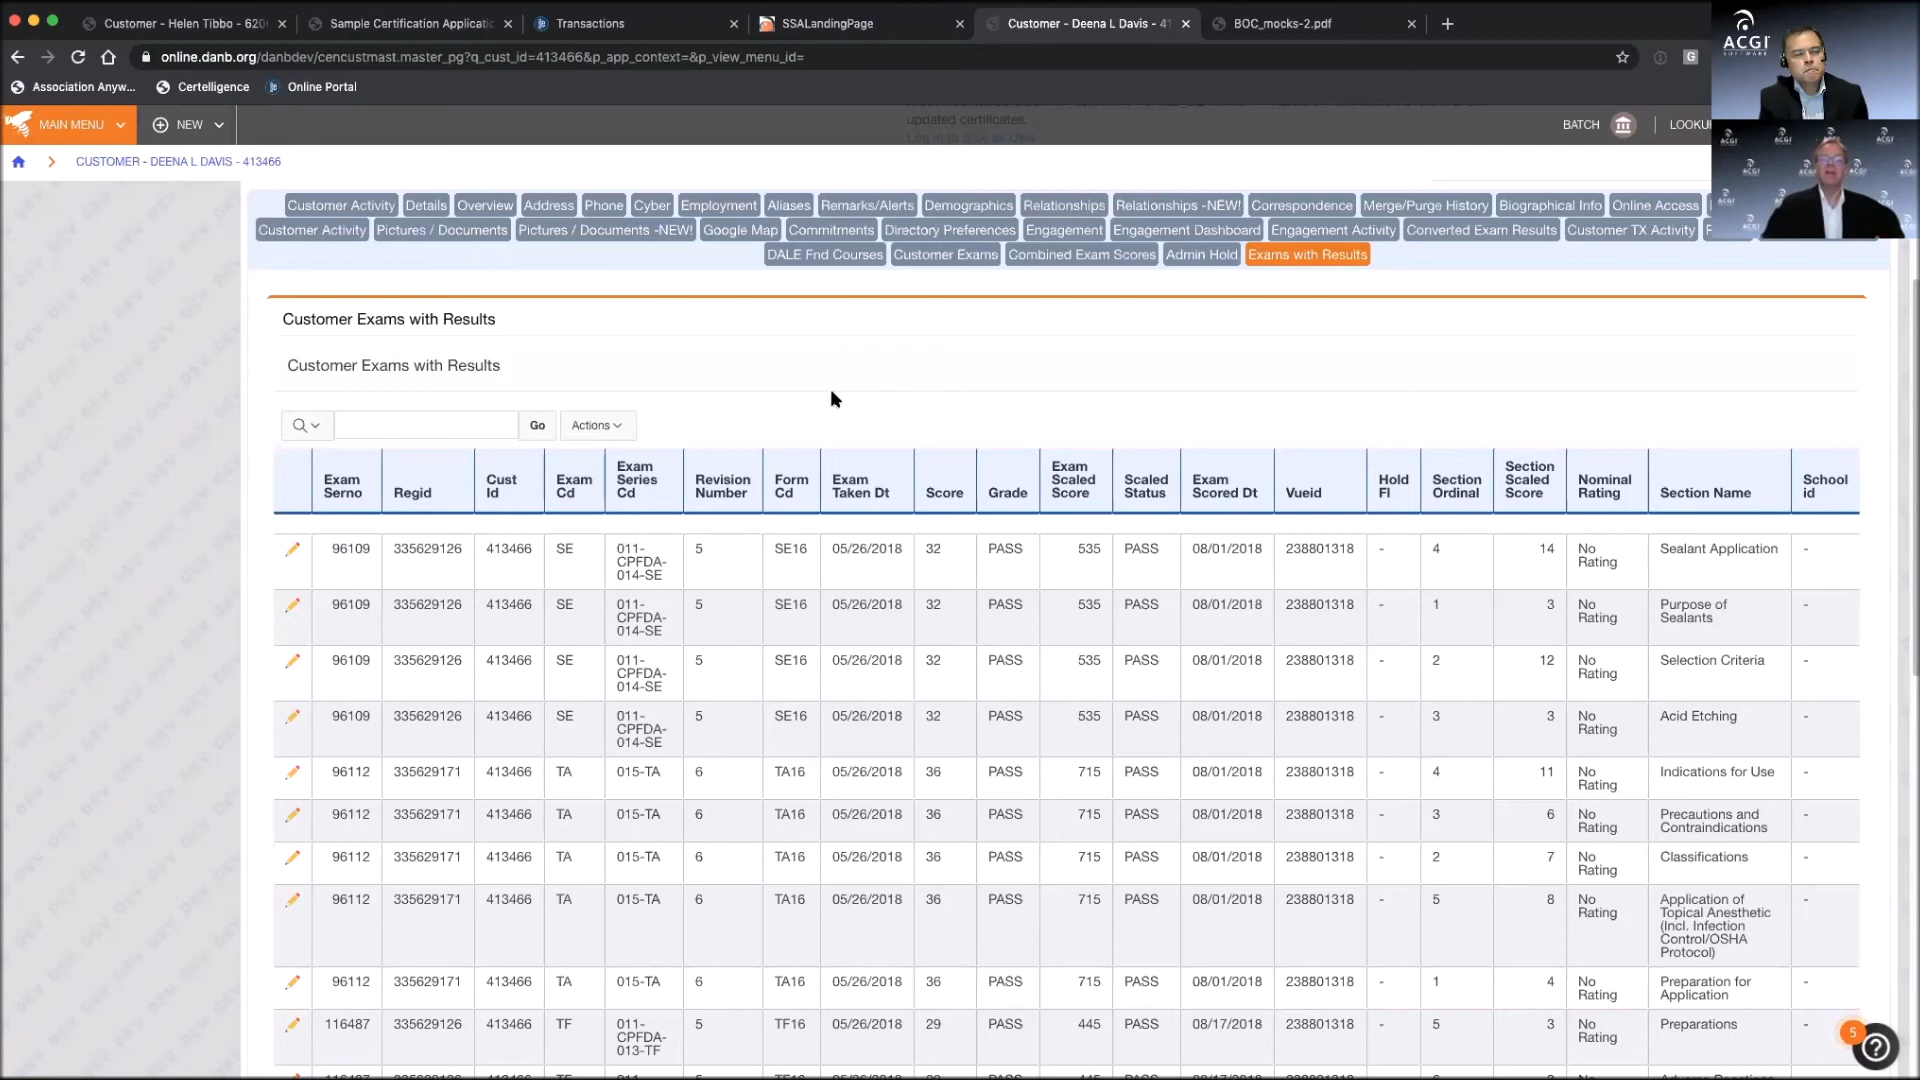 Customer - Helen Tibbo - 620
Sample Certification Applicatio
Transactions
SSALandingPage
Customer - Deena L Davis - 41
BOC_mocks-2.pdf
online.danb.org/danbdev/cencustmast.master_pg?q_cust_id=413466&p_app_context=&p_view_menu_id=
Association Anyw...
Certelligence
Online Portal
MAIN MENU
NEW
updated certificates.
BATCH
LOOKU
ACGI
SOFTWARE
CUSTOMER - DEENA L DAVIS - 413466
Customer Activity Details Overview Address Phone Cyber Employment Aliases Remarks/Alerts Demographics Relationships Relationships -NEW! Correspondence Merge/Purge History Biographical Info Online Access
Customer Activity Pictures / Documents Pictures / Documents -NEW! Google Map Commitments Directory Preferences Engagement Engagement Dashboard Engagement Activity Converted Exam Results Customer TX Activity
DALE Fnd Courses Customer Exams Combined Exam Scores Admin Hold Exams with Results
Customer Exams with Results
Customer Exams with Results
Go
Actions
Exam Serno Regid Cust Id Exam Cd Exam Series Cd Revision Number Form Cd Exam Taken Dt Score Grade Exam Scaled Score Scaled Status Exam Scored Dt Vueid Hold Fl Section Ordinal Section Scaled Score Nominal Rating Section Name School id
96109 335629126 413466 SE 011-CPFDA-014-SE 5 SE16 05/26/2018 32 PASS 535 PASS 08/01/2018 238801318 - 4 14 No Rating Sealant Application -
96109 335629126 413466 SE 011-CPFDA-014-SE 5 SE16 05/26/2018 32 PASS 535 PASS 08/01/2018 238801318 - 1 3 No Rating Purpose of Sealants -
96109 335629126 413466 SE 011-CPFDA-014-SE 5 SE16 05/26/2018 32 PASS 535 PASS 08/01/2018 238801318 - 2 12 No Rating Selection Criteria -
96109 335629126 413466 SE 011-CPFDA-014-SE 5 SE16 05/26/2018 32 PASS 535 PASS 08/01/2018 238801318 - 3 3 No Rating Acid Etching -
96112 335629171 413466 TA 015-TA 6 TA16 05/26/2018 36 PASS 715 PASS 08/01/2018 238801318 - 4 11 No Rating Indications for Use -
96112 335629171 413466 TA 015-TA 6 TA16 05/26/2018 36 PASS 715 PASS 08/01/2018 238801318 - 3 6 No Rating Precautions and Contraindications -
96112 335629171 413466 TA 015-TA 6 TA16 05/26/2018 36 PASS 715 PASS 08/01/2018 238801318 - 2 7 No Rating Classifications -
96112 335629171 413466 TA 015-TA 6 TA16 05/26/2018 36 PASS 715 PASS 08/01/2018 238801318 - 5 8 No Rating Application of Topical Anesthetic (Incl. Infection Control/OSHA Protocol) -
96112 335629171 413466 TA 015-TA 6 TA16 05/26/2018 36 PASS 715 PASS 08/01/2018 238801318 - 1 4 No Rating Preparation for Application -
116487 335629126 413466 TF 011-CPFDA-013-TF 5 TF16 05/26/2018 29 PASS 445 PASS 08/17/2018 238801318 - 5 3 No Rating Preparations -
5